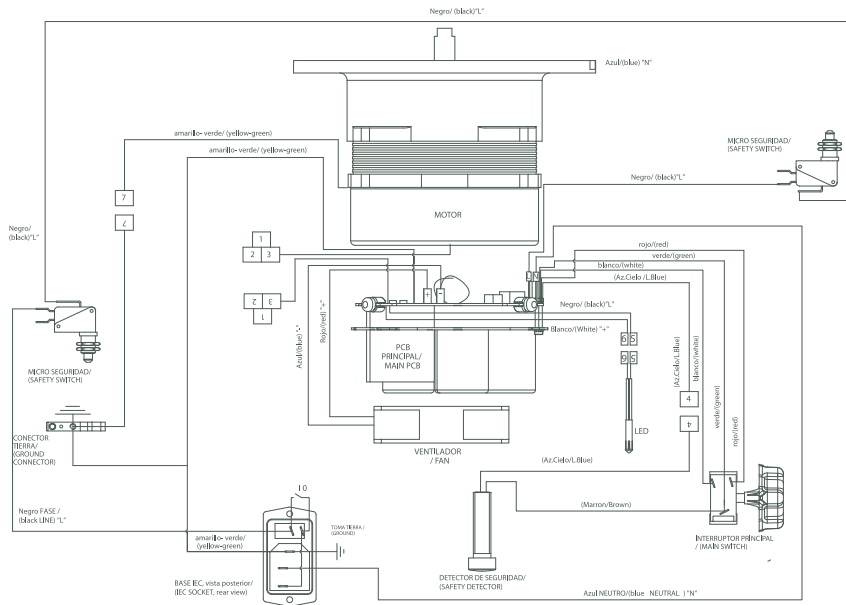 Negro/ (black)"L"
Azul/(blue) "N"
amarillo- verde/ (yellow-green)
amarillo- verde/ (yellow-green)
MICRO SEGURIDAD/
(SAFETY SWITCH)
Negro/ (black)"L"
7
7
MOTOR
Negro/
(black)"L"
1
2 3
rojo/(red)
verde/(green)
blanco/(white)
L N
(Az.Cielo /L.Blue)
+ -
2 3
1
Negro/ (black)"L"
Blanco/(White) "+"
Azul/(blue) "-"
Rojo/(red) "+"
PCB
PRINCIPAL/
MAIN PCB
6 5
6 5
(Az.Cielo/L.Blue)
blanco/(white)
MICRO SEGURIDAD/
(SAFETY SWITCH)
4
4
verde/(green)
rojo/(red)
LED
CONECTOR
TIERRA/
(GROUND
CONNECTOR)
VENTILADOR
/ FAN
(Az.Cielo/L.Blue)
I O
Negro FASE /
(black LINE) "L"
(Marron/Brown)
TOMA TIERRA /
(GROUND)
amarillo- verde/
(yellow-green)
INTERRUPTOR PRINCIPAL
/ (MAIN SWITCH)
BASE IEC, vista posterior/
(IEC SOCKET, rear view)
DETECTOR DE SEGURIDAD/
(SAFETY DETECTOR)
Azul NEUTRO/(blue NEUTRAL ) "N"